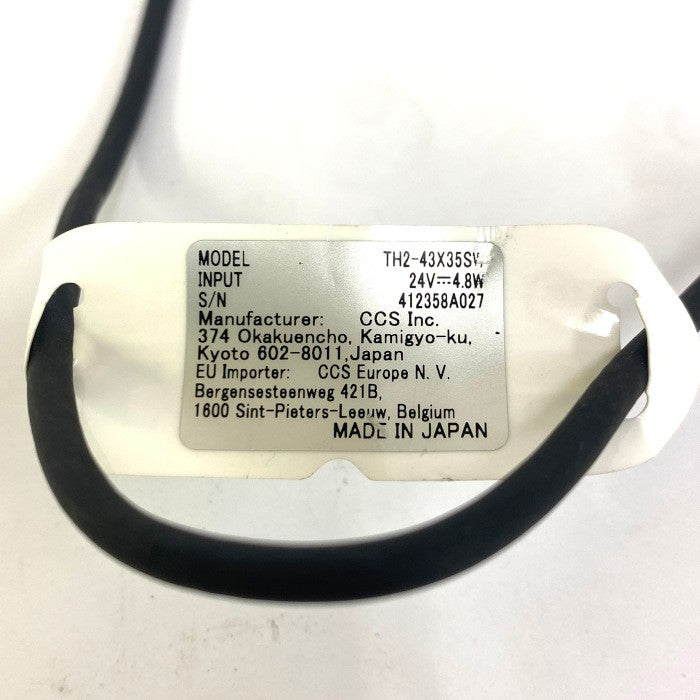 MODEL TH2-43X35SW
INPUT 24V⎓4.8W
S/N 412358A027
Manufacturer: CCS Inc.
374 Okakuencho, Kamigyo-ku,
Kyoto 602-8011,Japan
EU Importer: CCS Europe N. V.
Bergensesteenweg 421B,
1600 Sint-Pieters-Leeuw, Belgium
MADE IN JAPAN